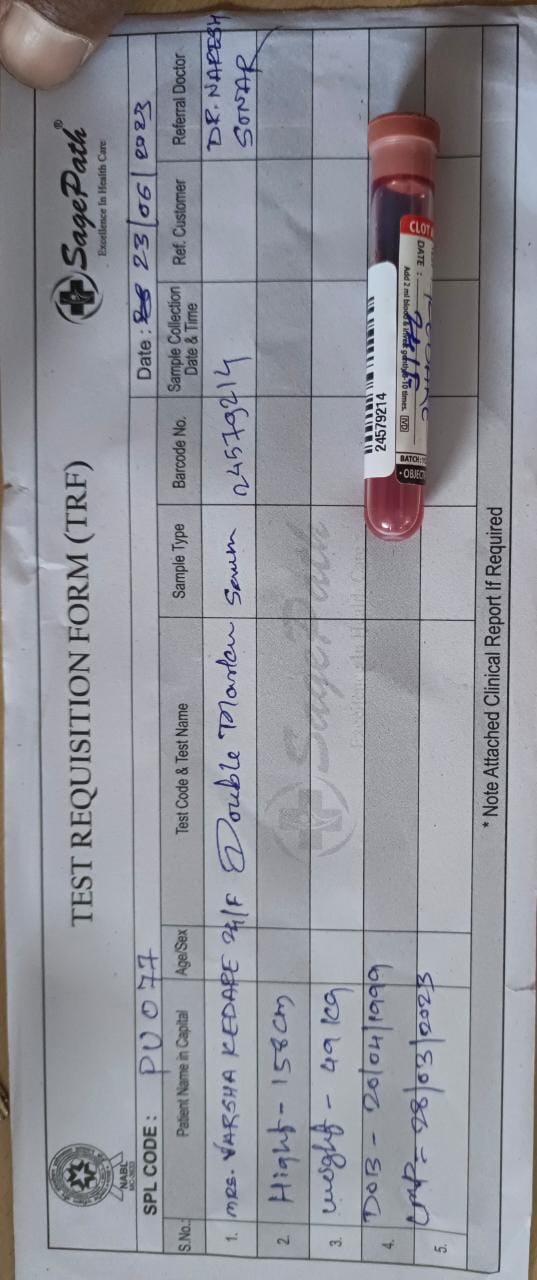 NABL
TEST REQUISITION FORM (TRF)
SagePath®
Excellence In Health Care
SPL CODE : PU077
Date : 23/06/2023
S.No.: Patient Name in Capital Age/Sex Test Code & Test Name Sample Type Barcode No. Sample Collection Date & Time Ref. Customer Referral Doctor
1. MRS. VARSHA KEDARE 24/F Double Marker Serum 24579214 DR. NARESH SONAR
2. Hight - 158 cm
3. weight - 49 kg
4. DOB - 20/04/1999
5. LMP = 28/03/2023
SagePath
* Note Attached Clinical Report If Required
CLOT
DATE :
24579214
BATCH: